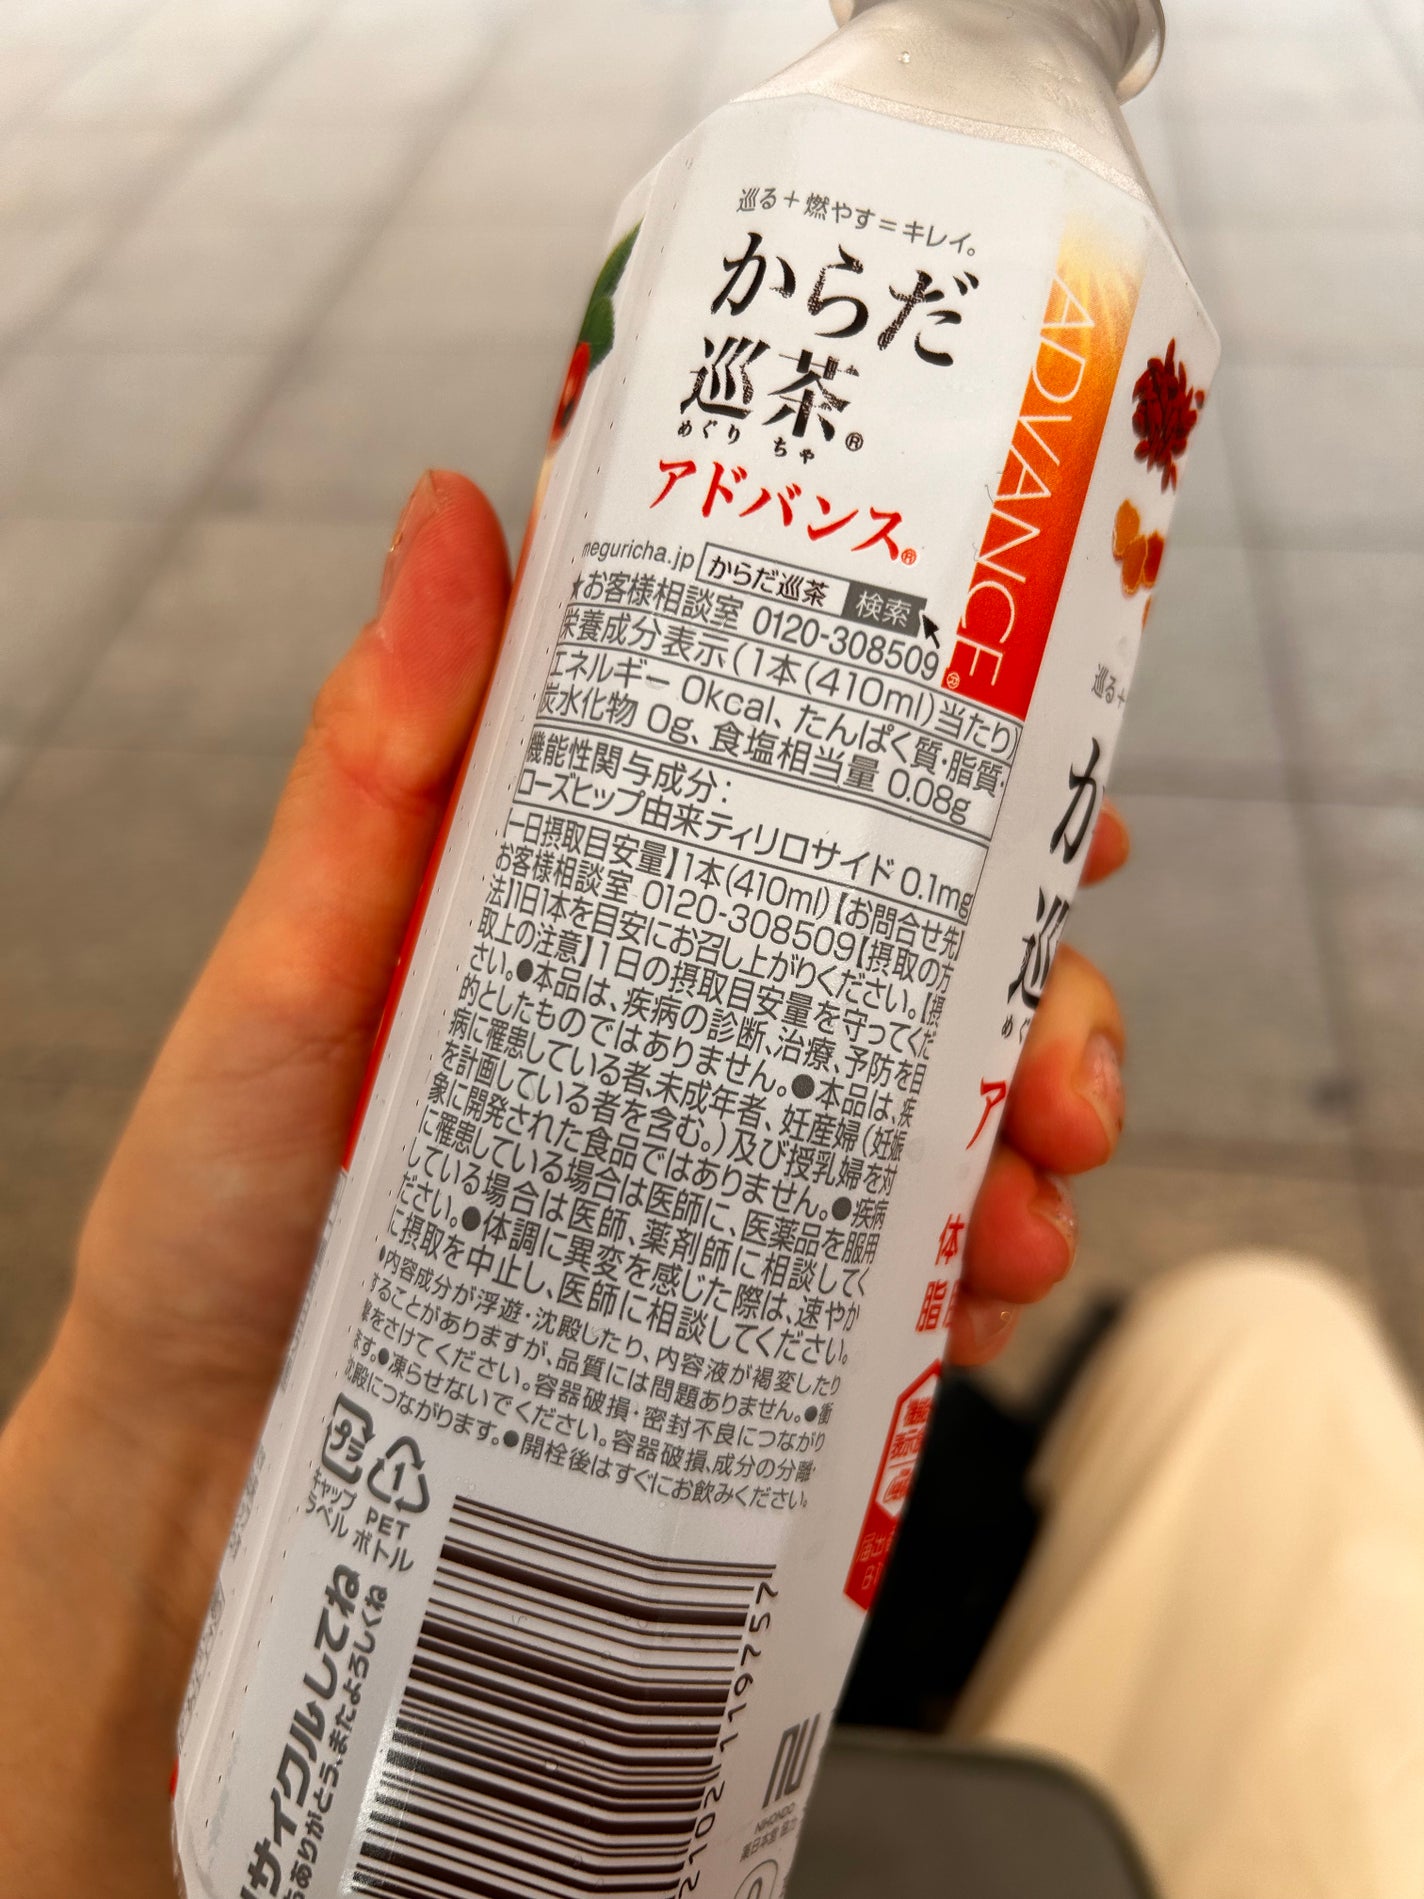 巡る+燃やす=キレイ。
からだ
巡茶®
めぐり ちゃ
アドバンス®
ADVANCE®
meguricha.jp からだ巡茶 検索
★お客様相談室 0120-308509
栄養成分表示(1本(410ml)当たり)
エネルギー 0kcal、たんぱく質・脂質・
炭水化物 0g、食塩相当量 0.08g
機能性関与成分:
ローズヒップ由来ティリロサイド 0.1mg
【一日摂取目安量】1本(410ml)【お問合せ先】
お客様相談室 0120-308509【摂取の方
法】1日1本を目安にお召し上がりください。【摂
取上の注意】1日の摂取目安量を守ってくだ
さい。●本品は、疾病の診断、治療、予防を目
的としたものではありません。●本品は、疾
病に罹患している者、未成年者、妊産婦(妊娠
を計画している者を含む。)及び授乳婦を対
象に開発された食品ではありません。●疾病
に罹患している場合は医師に、医薬品を服用
している場合は医師、薬剤師に相談してく
ださい。●体調に異変を感じた際は、速やか
に摂取を中止し、医師に相談してください。
●内容成分が浮遊・沈殿したり、内容液が褐変したり
することがありますが、品質には問題ありません。●衝
撃をさけてください。容器破損・密封不良につながり
ます。●凍らせないでください。容器破損、成分の分離・
沈殿につながります。●開栓後はすぐにお飲みください。
プラ
キャップ
ラベル
1
PET
ボトル
リサイクルしてね
ありがとう、またよろしくね
2102119757
NIHONDO
巡る+
か
巡
めぐ
ア
体
脂